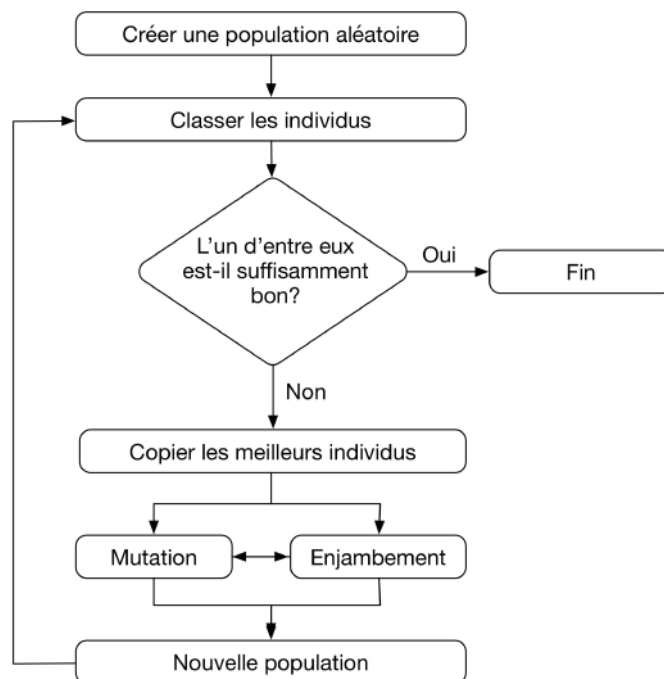 Créer une population aléatoire
Classer les individus
L'un d'entre eux
est-il suffisamment
bon?
Oui
Fin
Non
Copier les meilleurs individus
Mutation
Enjambement
Nouvelle population